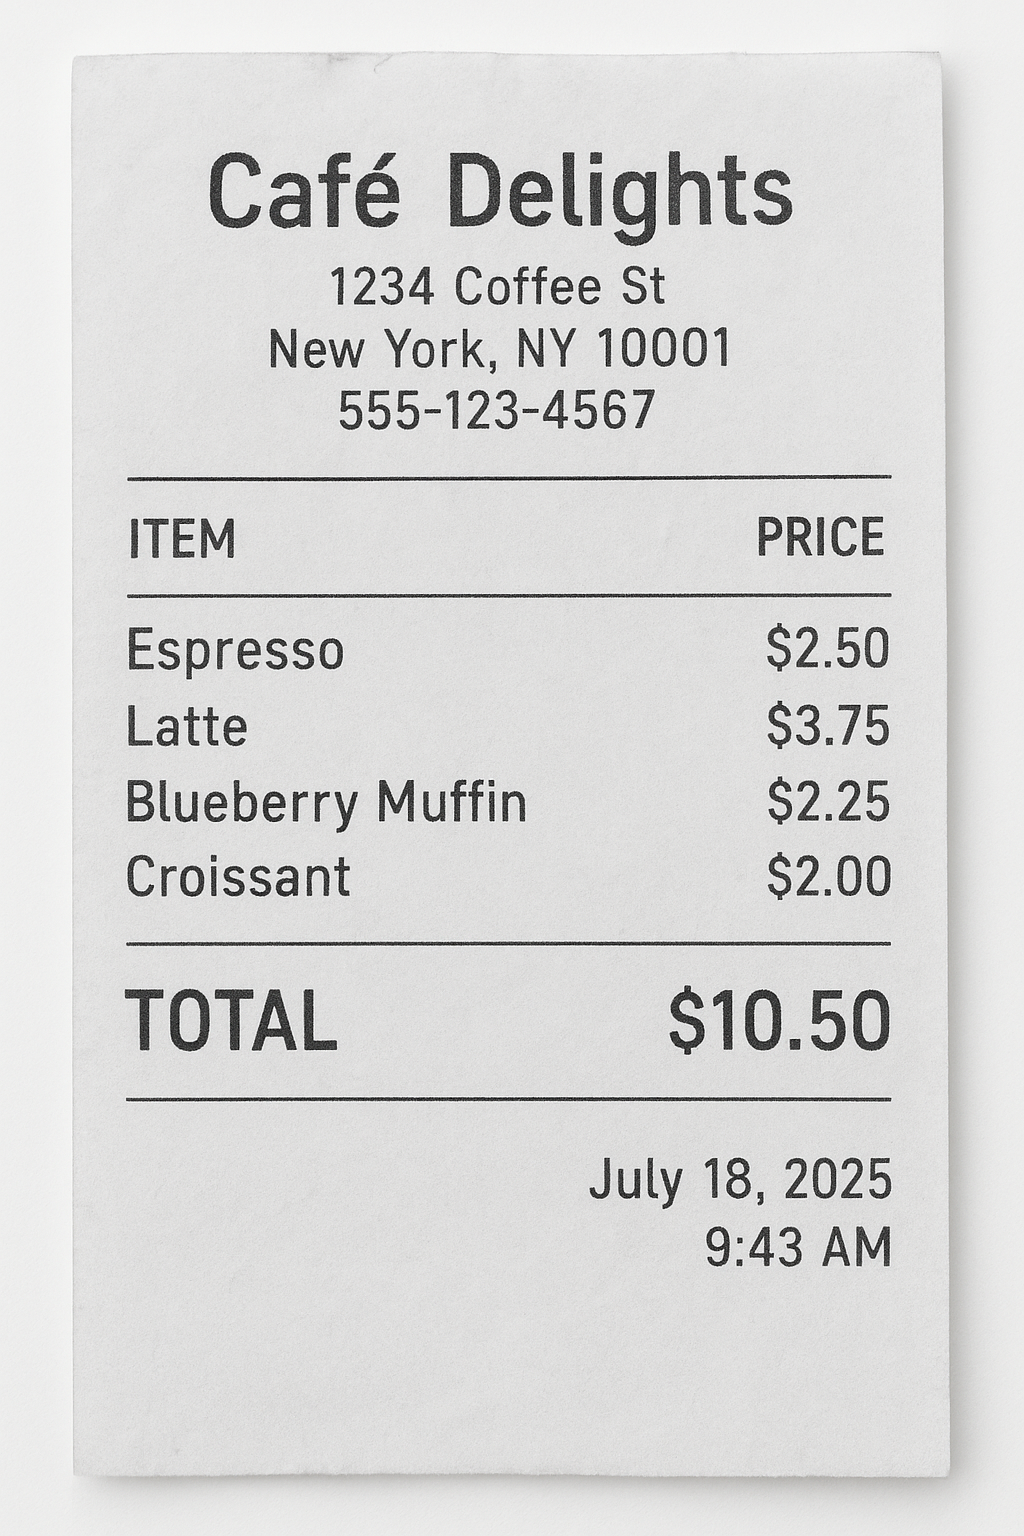 Café Delights
1234 Coffee St
New York, NY 10001
555-123-4567
ITEM PRICE
Espresso $2.50
Latte $3.75
Blueberry Muffin $2.25
Croissant $2.00
TOTAL $10.50
July 18, 2025
9:43 AM